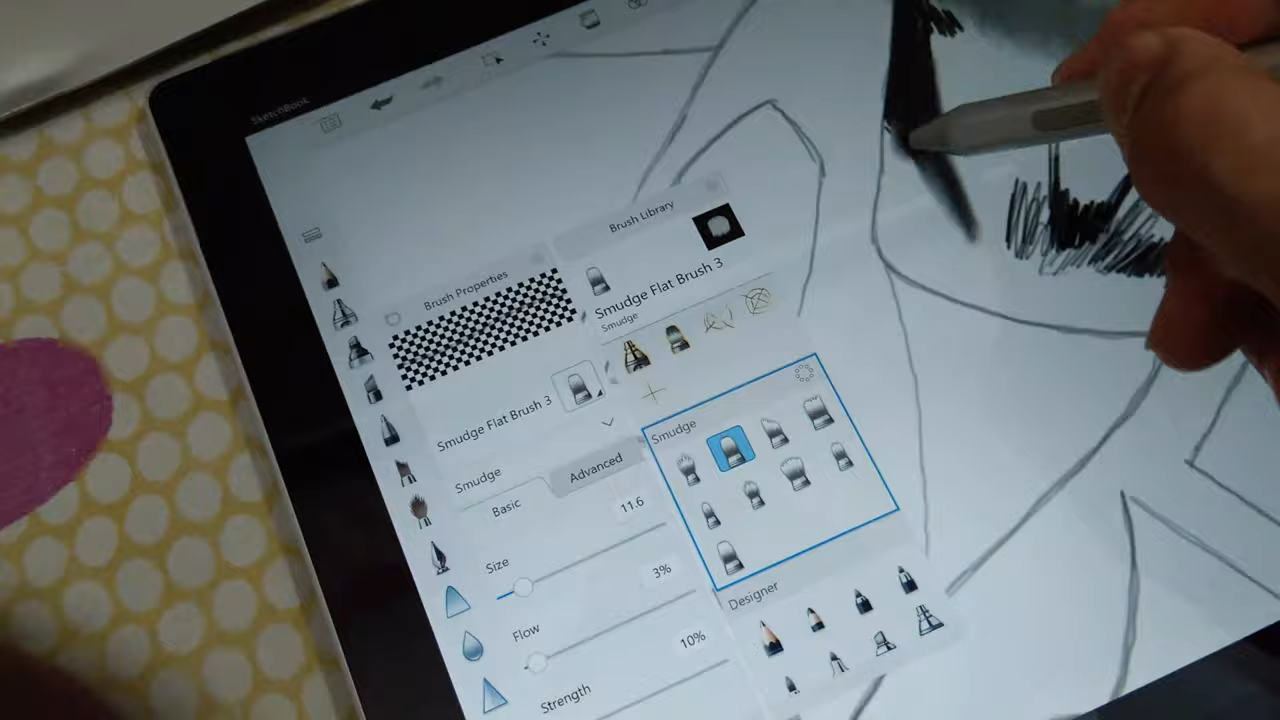 SketchBook
Brush Library
Smudge Flat Brush 3
Smudge
Brush Properties
Smudge Flat Brush 3
Smudge
Basic
Advanced
Size
11.6
Flow
3%
Strength
10%
Smudge
Designer